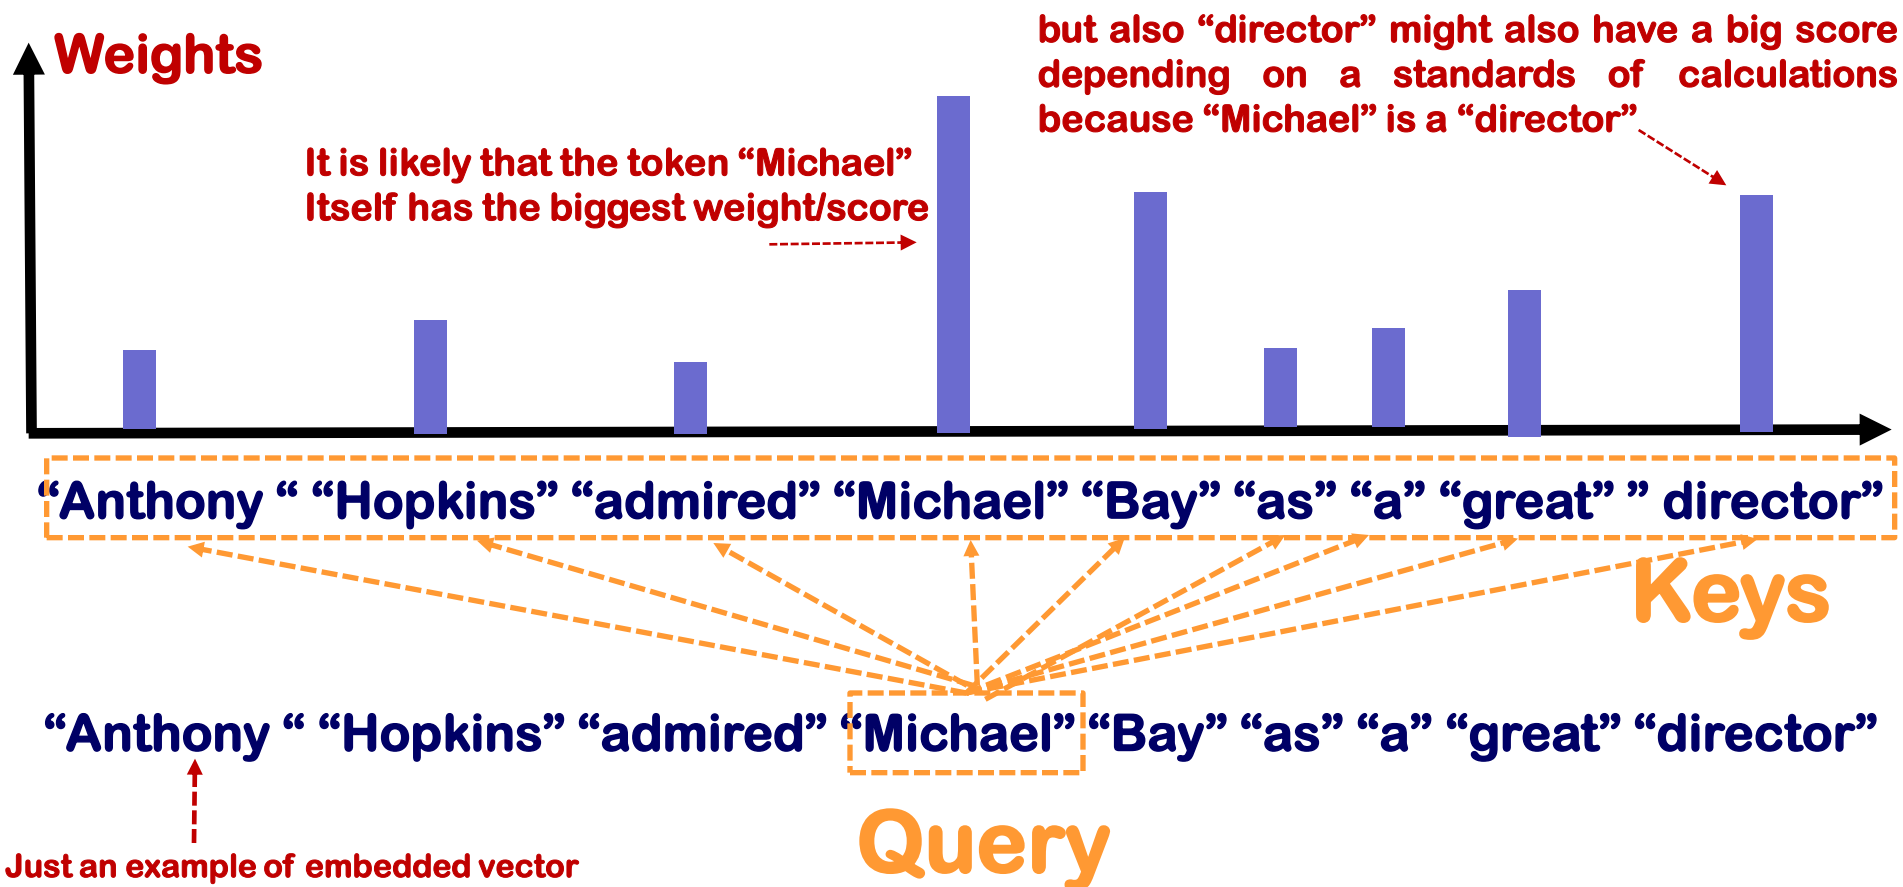 Weights
but also “director” might also have a big score
depending on a standards of calculations
because “Michael” is a “director”
It is likely that the token “Michael”
Itself has the biggest weight/score
“Anthony “ “Hopkins” “admired” “Michael” “Bay” “as” “a” “great” ” director”
Keys
“Anthony “ “Hopkins” “admired” “Michael” “Bay” “as” “a” “great” “director”
Query
Just an example of embedded vector